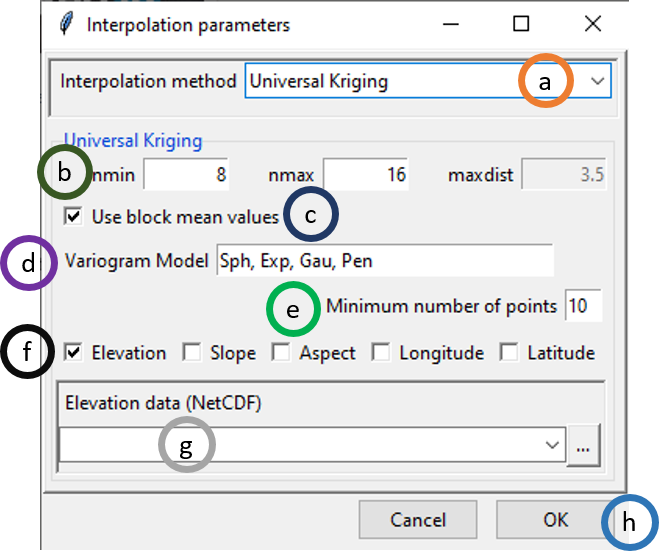 Interpolation parameters
Interpolation method Universal Kriging a
Universal Kriging
b nmin 8 nmax 16 maxdist 3.5
Use block mean values c
d Variogram Model Sph, Exp, Gau, Pen
e Minimum number of points 10
f Elevation Slope Aspect Longitude Latitude
Elevation data (NetCDF)
g ...
Cancel OK h